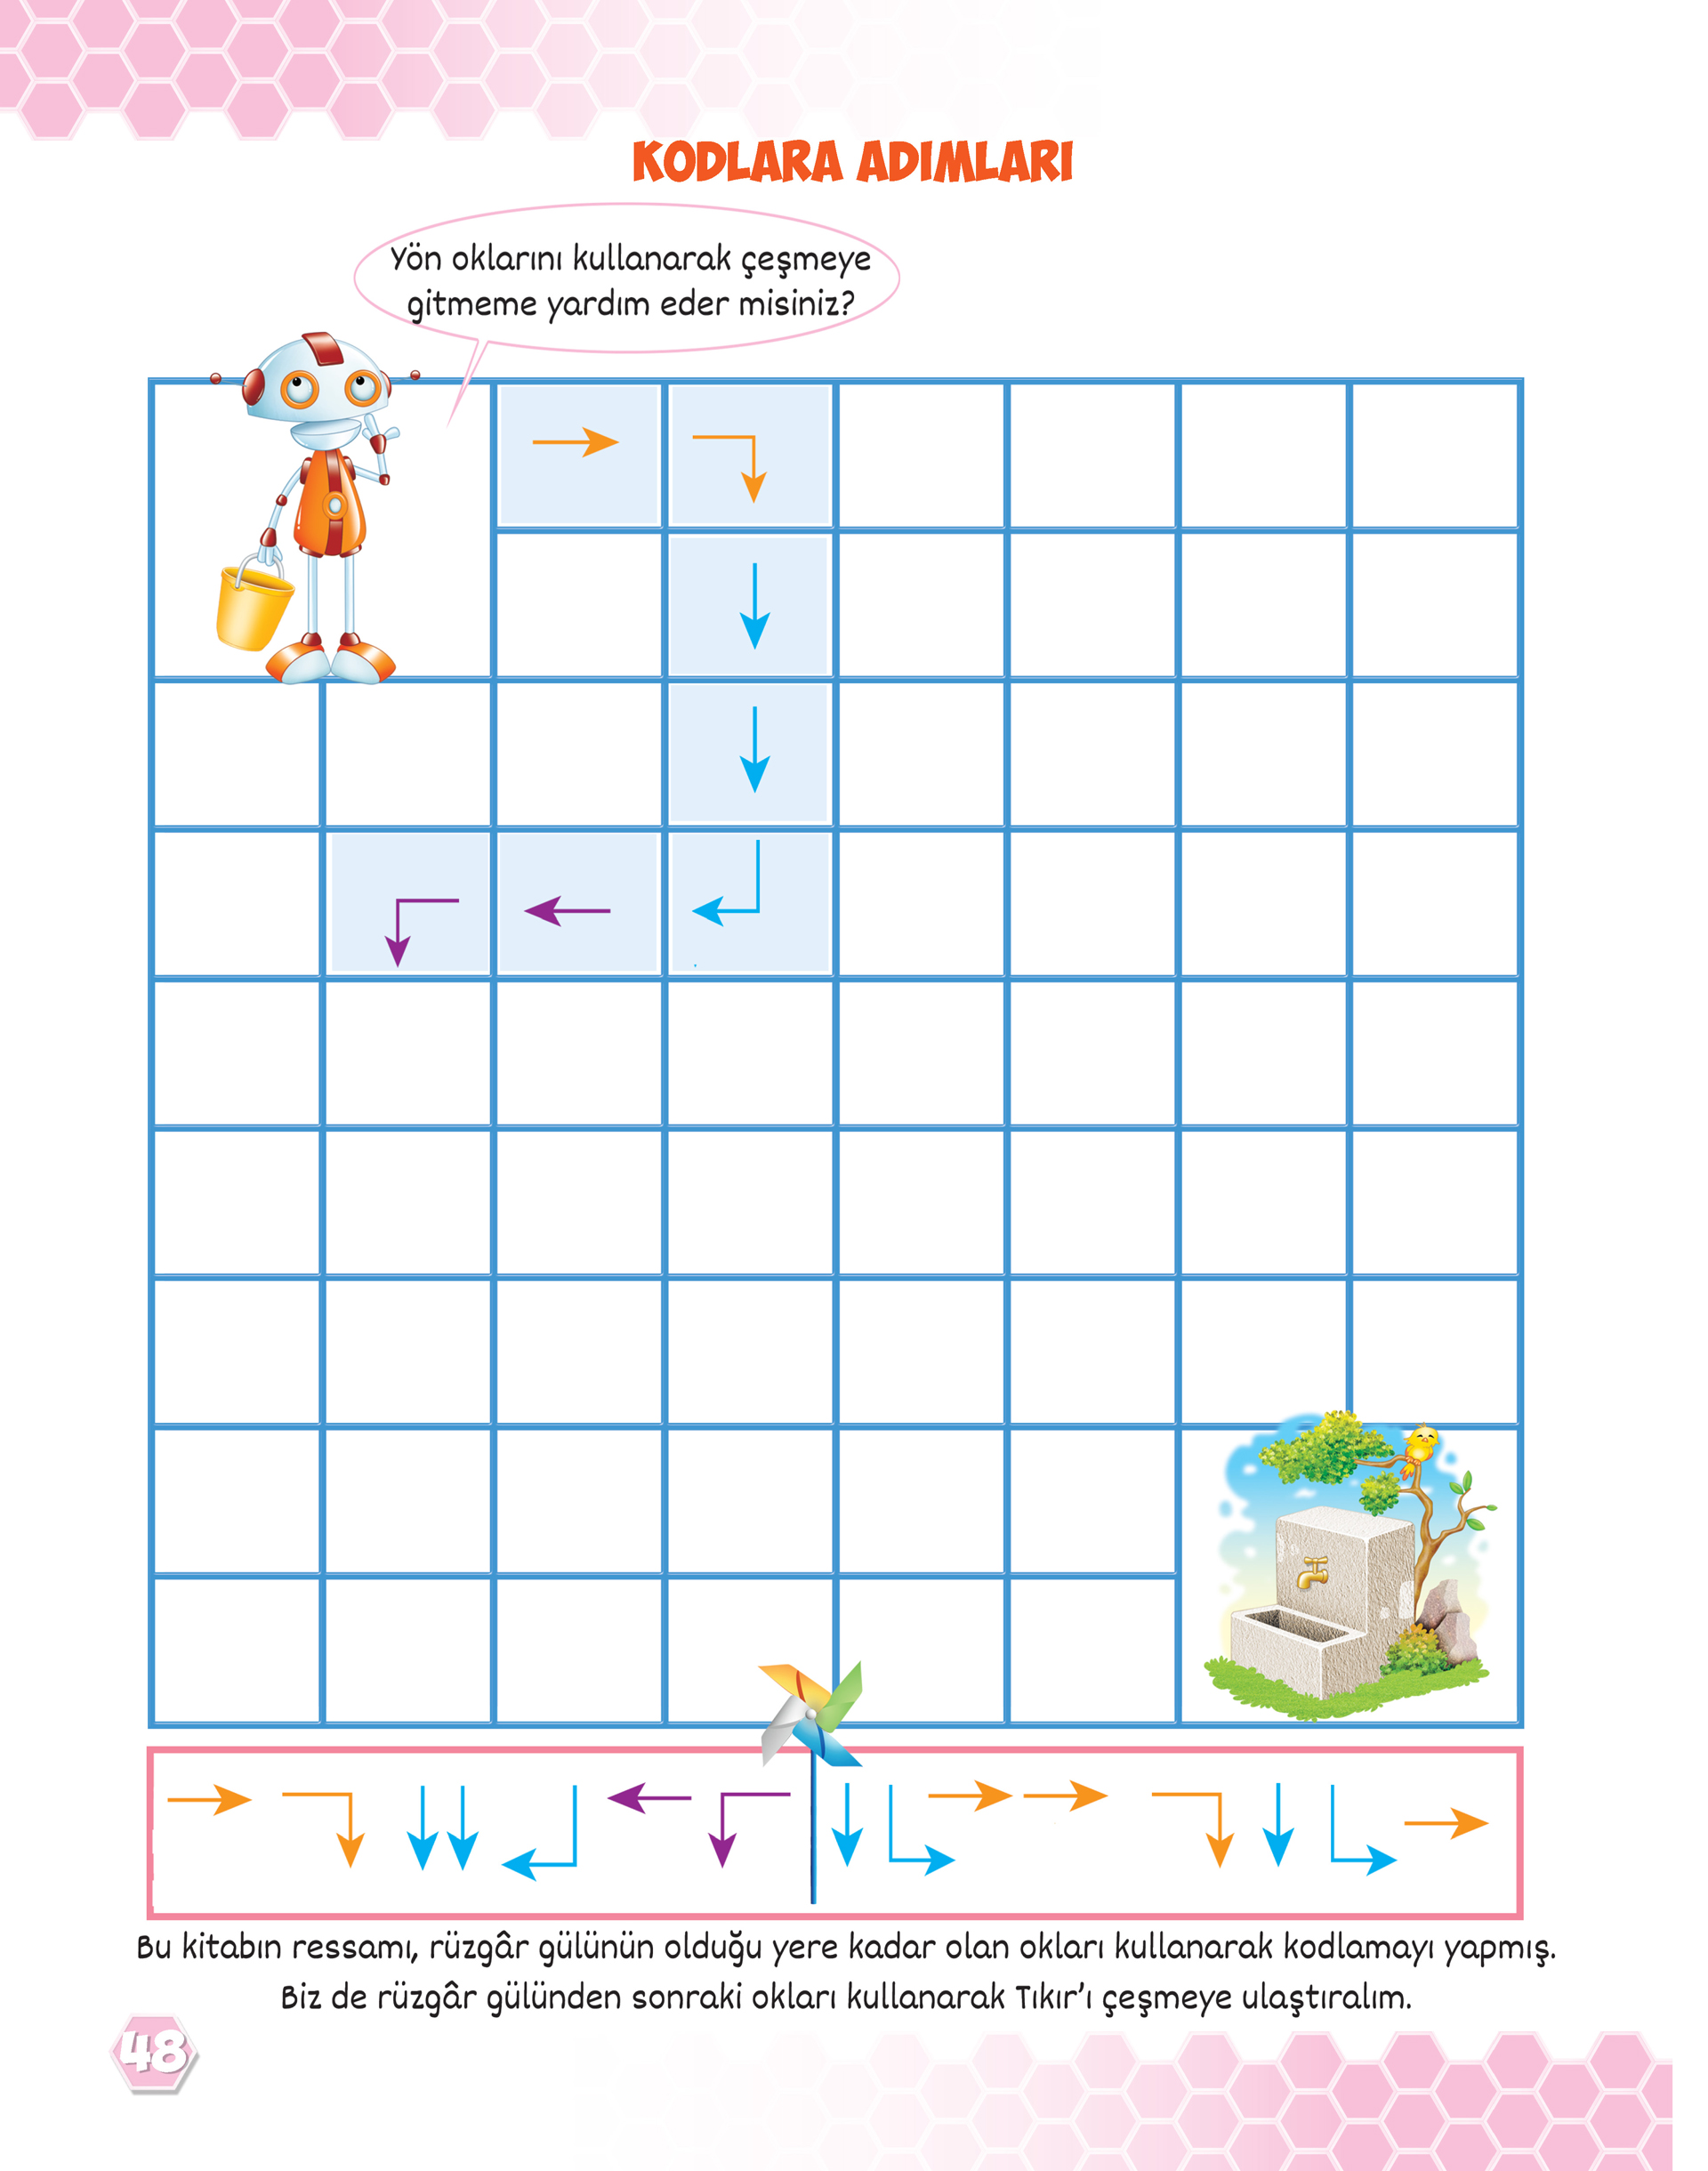 KODLARA ADIMLARI
Yön oklarını kullanarak çeşmeye
gitmeme yardım eder misiniz?
Bu kitabın ressamı, rüzgâr gülünün olduğu yere kadar olan okları kullanarak kodlamayı yapmış.
Biz de rüzgâr gülünden sonraki okları kullanarak Tıkır'ı çeşmeye ulaştıralım.
48